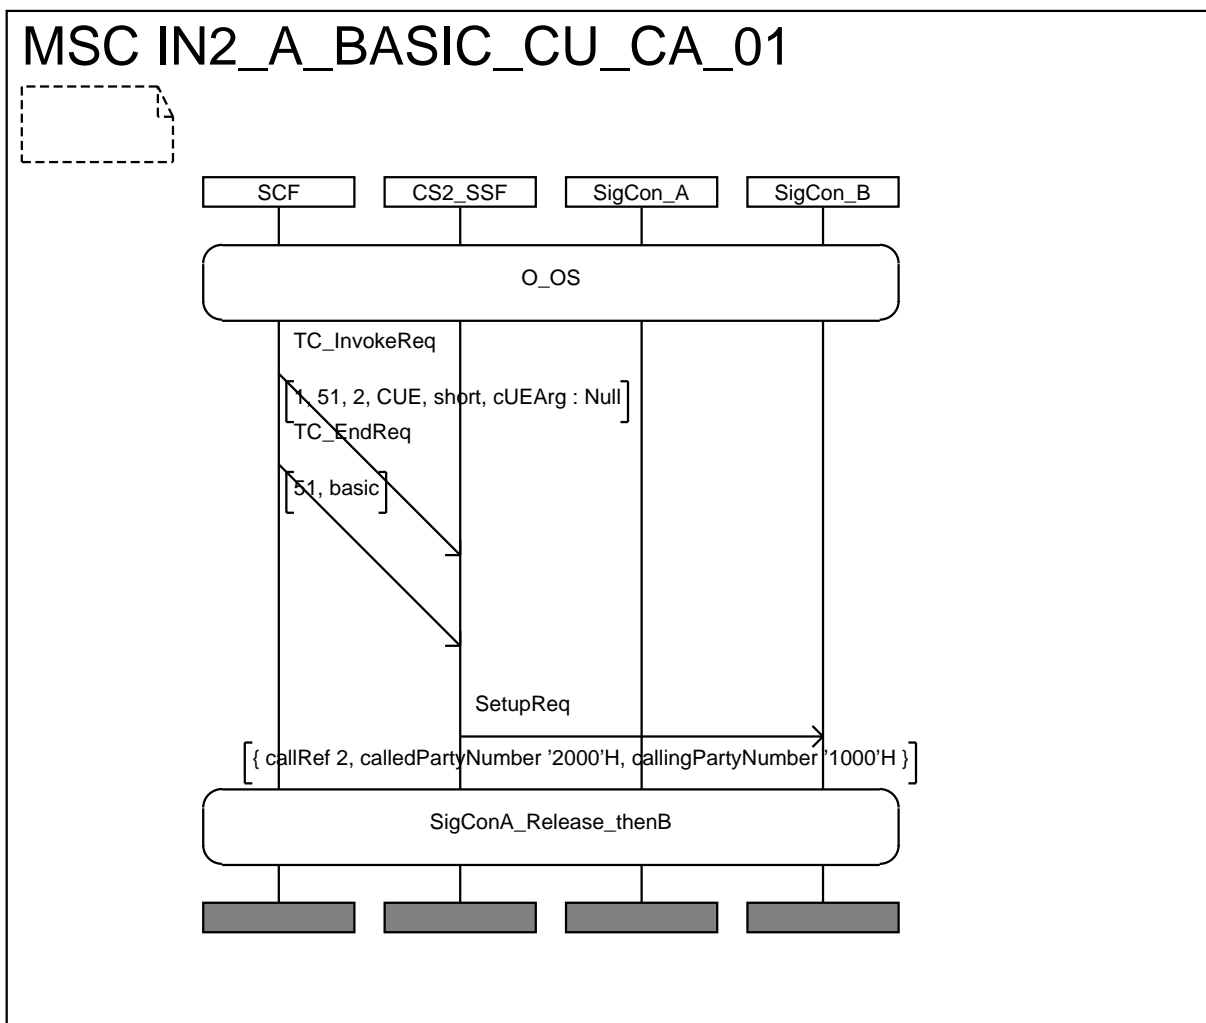 MSC IN2_A_BASIC_CU_CA_01
SCF CS2_SSF SigCon_A SigCon_B
O_OS
TC_InvokeReq
1, 51, 2, CUE, short, cUEArg : Null
TC_EndReq
51, basic
SetupReq
{ callRef 2, calledPartyNumber '2000'H, callingPartyNumber '1000'H }
SigConA_Release_thenB